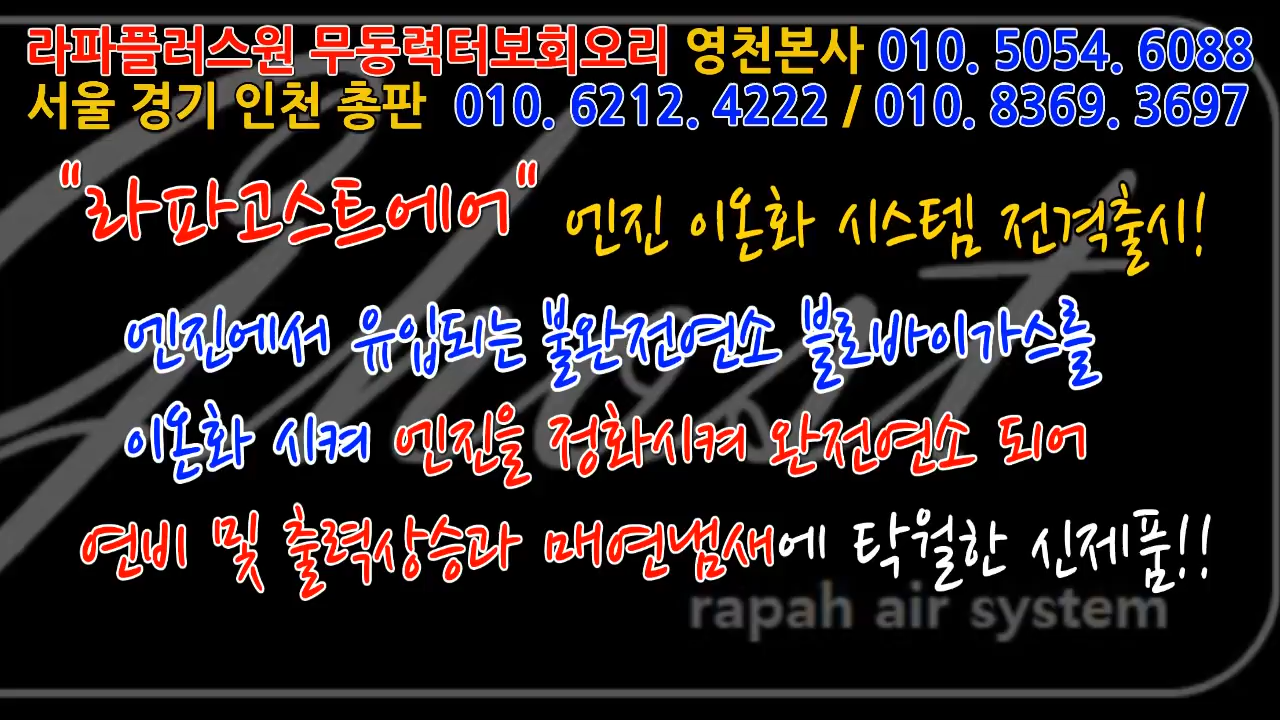 라파플러스원 무동력터보회오리 영천본사 010. 5054. 6088
서울 경기 인천 총판 010. 6212. 4222 / 010. 8369. 3697
"라파고스트에어" 엔진 이온화 시스템 전격출시!
엔진에서 유입되는 불완전연소 블로바이가스를
이온화 시켜 엔진을 정화시켜 완전연소 되어
연비 및 출력상승과 매연냄새에 탁월한 신제품!!
Ghost
rapah air system